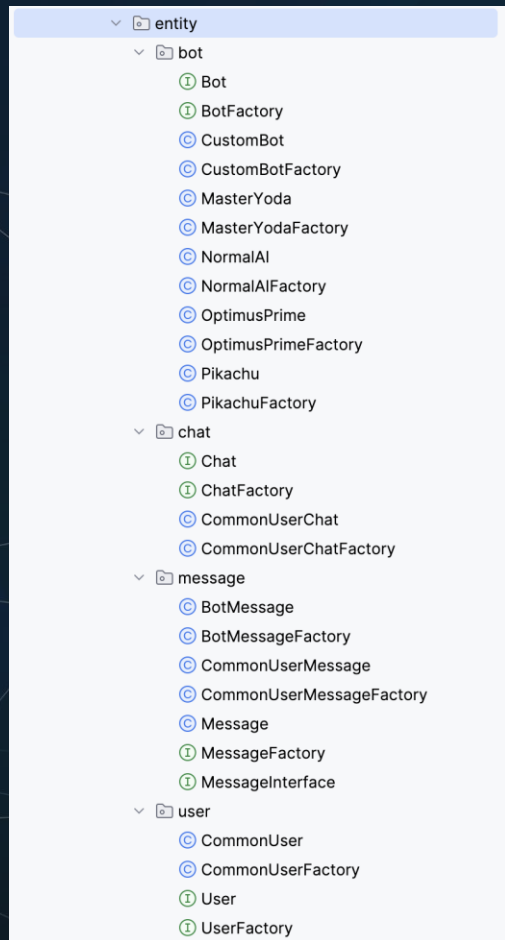 entity
bot
Bot
BotFactory
CustomBot
CustomBotFactory
MasterYoda
MasterYodaFactory
NormalAI
NormalAIFactory
OptimusPrime
OptimusPrimeFactory
Pikachu
PikachuFactory
chat
Chat
ChatFactory
CommonUserChat
CommonUserChatFactory
message
BotMessage
BotMessageFactory
CommonUserMessage
CommonUserMessageFactory
Message
MessageFactory
MessageInterface
user
CommonUser
CommonUserFactory
User
UserFactory